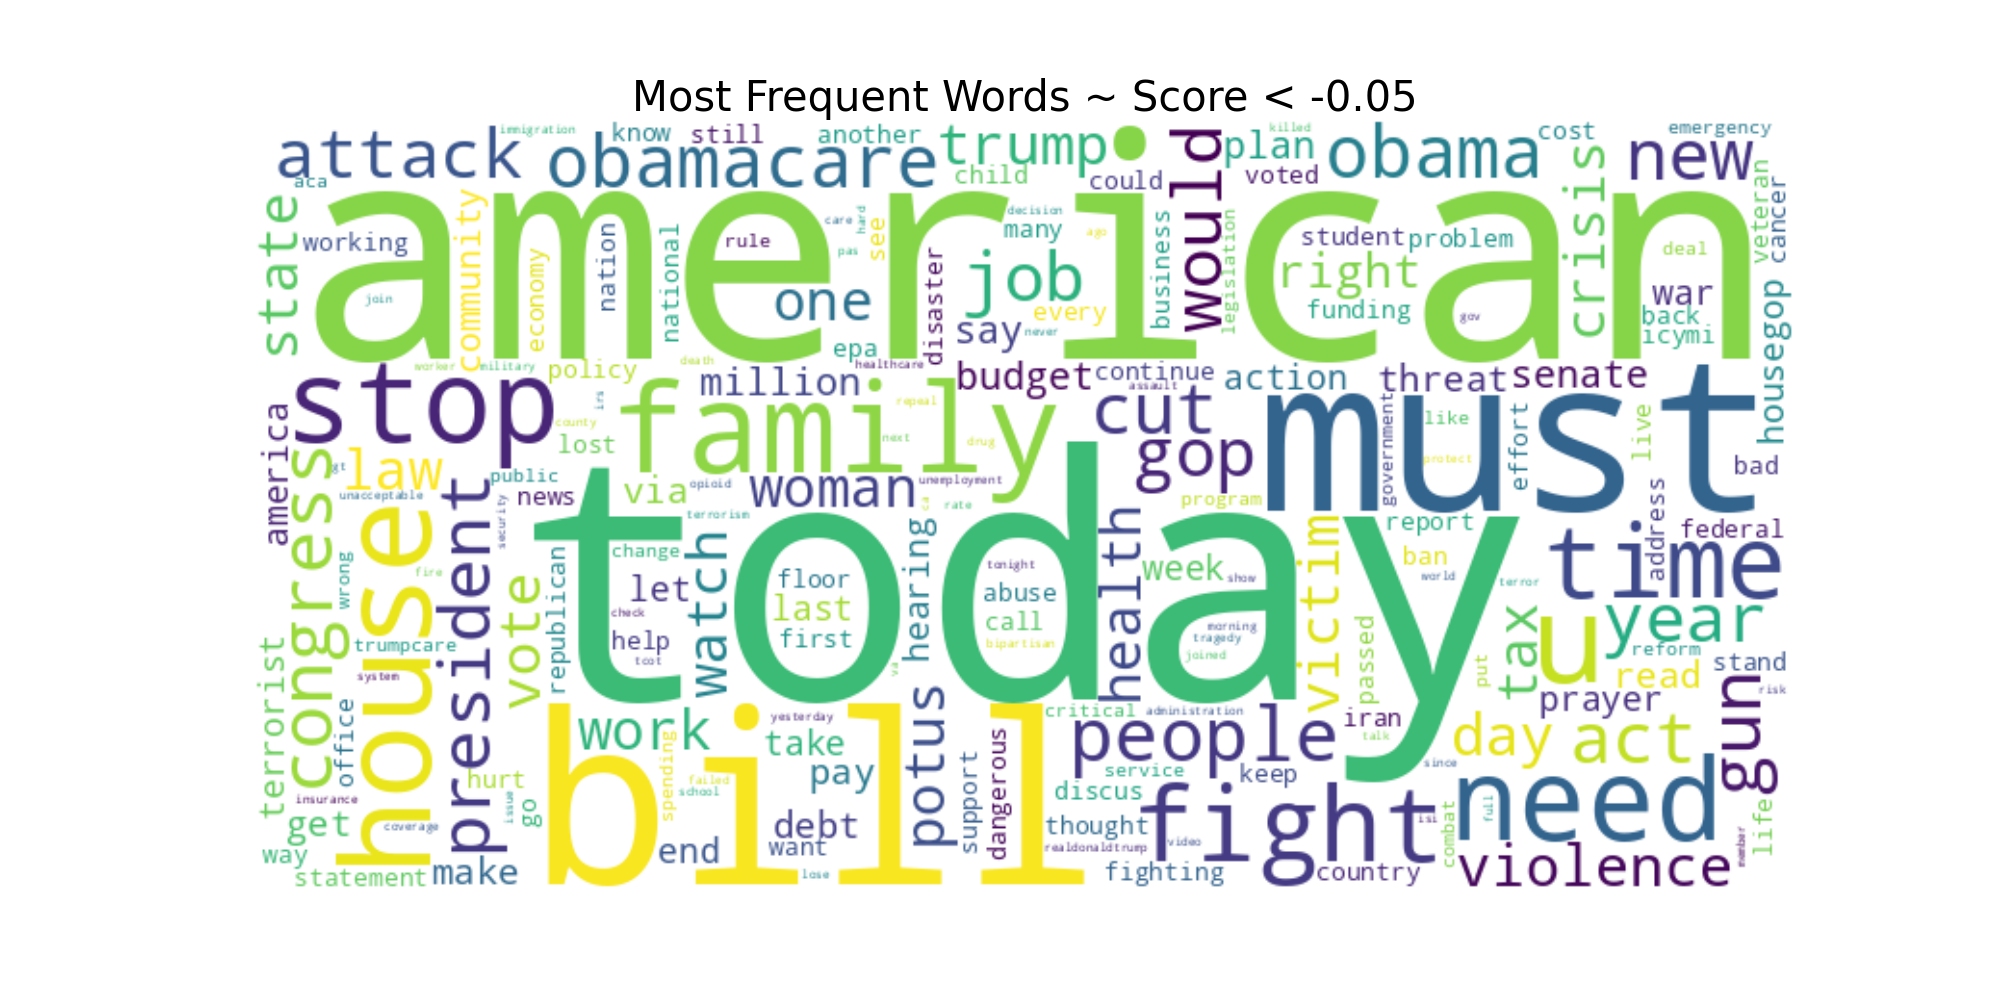 Most Frequent Words ~ Score < -0.05
immigration
know
still
another
trump
would
plan
killed
obama
cost
emergency
attack
obamacare
new
aca
child
could
voted
crisis
veteran
cancer
american
state
working
community
economy
nation
national
rule
care
hard
see
pas
decision
many
ago
business
legislation
student
problem
right
deal
join
one
disaster
job
every
say
never
funding
gov
war
back
icymi
housegop
epa
worker
military
policy
death
million
healthcare
budget
continue
assault
action
threat
senate
stop
irs
family
repeal
cut
government
like
must
effort
live
america
county
lost
next
drug
gop
protect
bad
congress
gt
law
unacceptable
president
public
news
security
via
opioid
woman
unemployment
ca
rate
program
house
today
terrorism
hearing
health
victim
report
time
address
federal
wrong
fire
vote
republican
change
let
watch
floor
last
first
tonight
abuse
call
bipartisan
week
show
ban
world
terror
check
help
tcot
morning
tragedy
joined
passed
put
tax
u
year
reform
read
stand
risk
terrorist
trumpcare
system
office
va
prayer
gun
bill
work
yesterday
take
potus
critical
administration
people
iran
talk
day
act
since
hurt
spending
failed
school
pay
support
dangerous
service
discus
keep
need
insurance
get
coverage
issue
go
debt
thought
fight
isi
combat
full
life
way
end
want
realdonaldtrump
video
violence
member
statement
make
lose
fighting
country